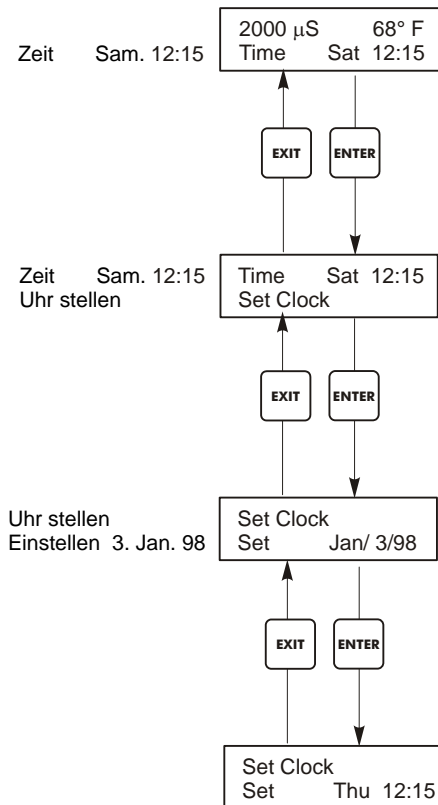 2000 µS 68° F
Zeit Sam. 12:15 Time Sat 12:15
EXIT ENTER
Zeit Sam. 12:15 Time Sat 12:15
Uhr stellen Set Clock
EXIT ENTER
Uhr stellen Set Clock
Einstellen 3. Jan. 98 Set Jan/ 3/98
EXIT ENTER
Set Clock
Set Thu 12:15